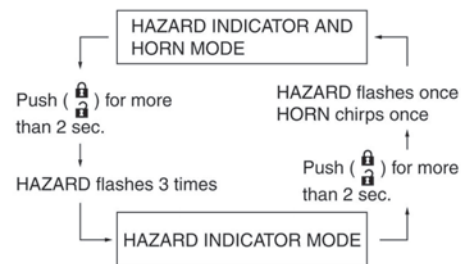 HAZARD INDICATOR AND
HORN MODE
Push ( ) for more
than 2 sec.
HAZARD flashes 3 times
HAZARD INDICATOR MODE
Push ( ) for more
than 2 sec.
HAZARD flashes once
HORN chirps once